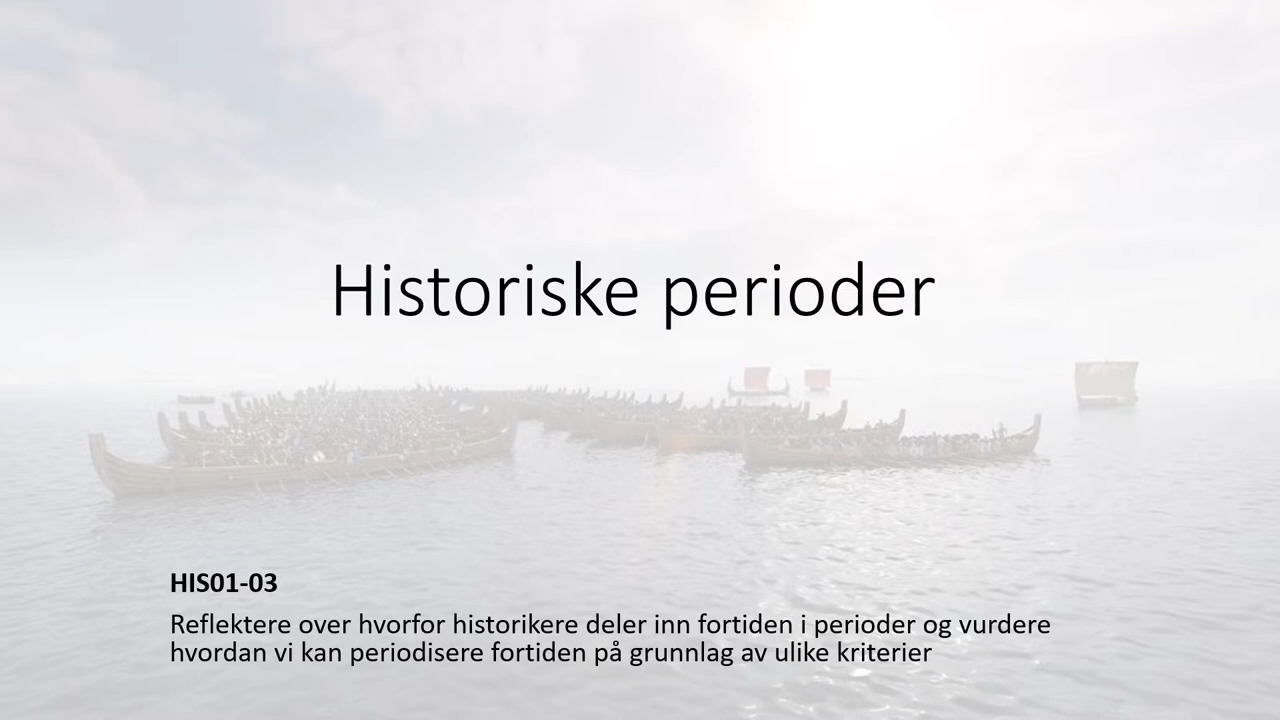 Historiske perioder
HIS01-03
Reflektere over hvorfor historikere deler inn fortiden i perioder og vurdere
hvordan vi kan periodisere fortiden på grunnlag av ulike kriterier